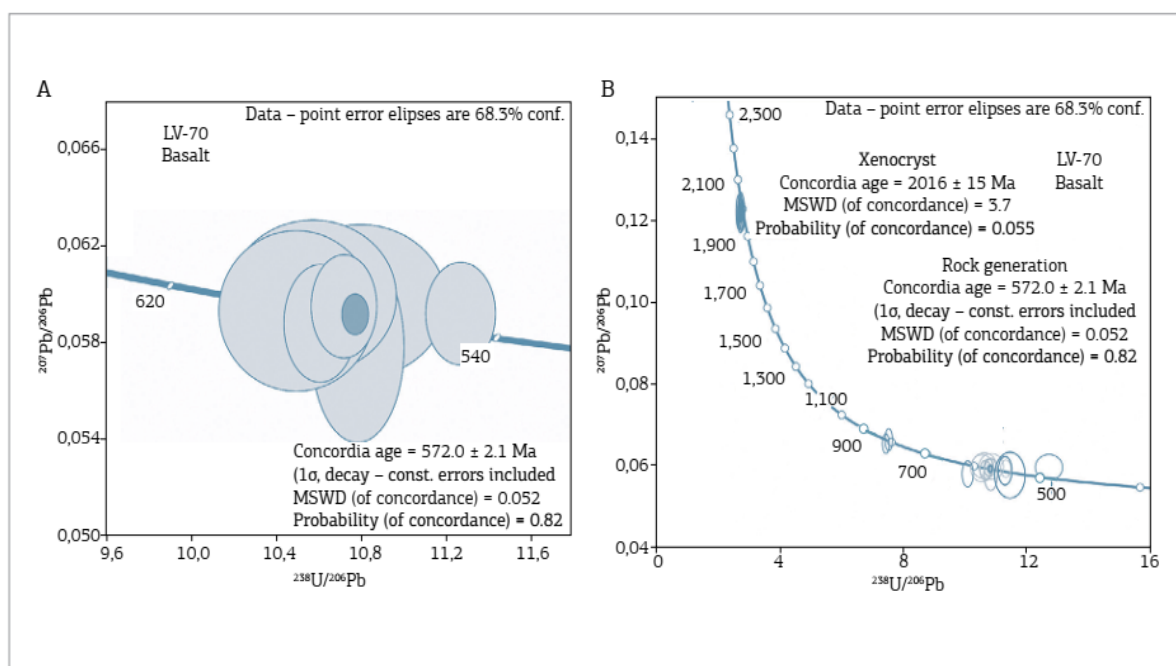 A
Data – point error elipses are 68.3% conf.
LV-70
Basalt
0,066
0,062
0,058
0,054
0,050
²⁰⁷Pb/²⁰⁶Pb
620
540
Concordia age = 572.0 ± 2.1 Ma
(1σ, decay – const. errors included
MSWD (of concordance) = 0.052
Probability (of concordance) = 0.82
9,6
10,0
10,4
10,8
11,2
11,6
²³⁸U/²⁰⁶Pb
B
Data – point error elipses are 68.3% conf.
0,14
0,12
0,10
0,08
0,06
0,04
²⁰⁷Pb/²⁰⁶Pb
2,300
2,100
1,900
1,700
1,500
1,300
1,100
900
700
500
Xenocryst
Concordia age = 2016 ± 15 Ma
MSWD (of concordance) = 3.7
Probability (of concordance) = 0.055
LV-70
Basalt
Rock generation
Concordia age = 572.0 ± 2.1 Ma
(1σ, decay – const. errors included
MSWD (of concordance) = 0.052
Probability (of concordance) = 0.82
0
4
8
12
16
²³⁸U/²⁰⁶Pb